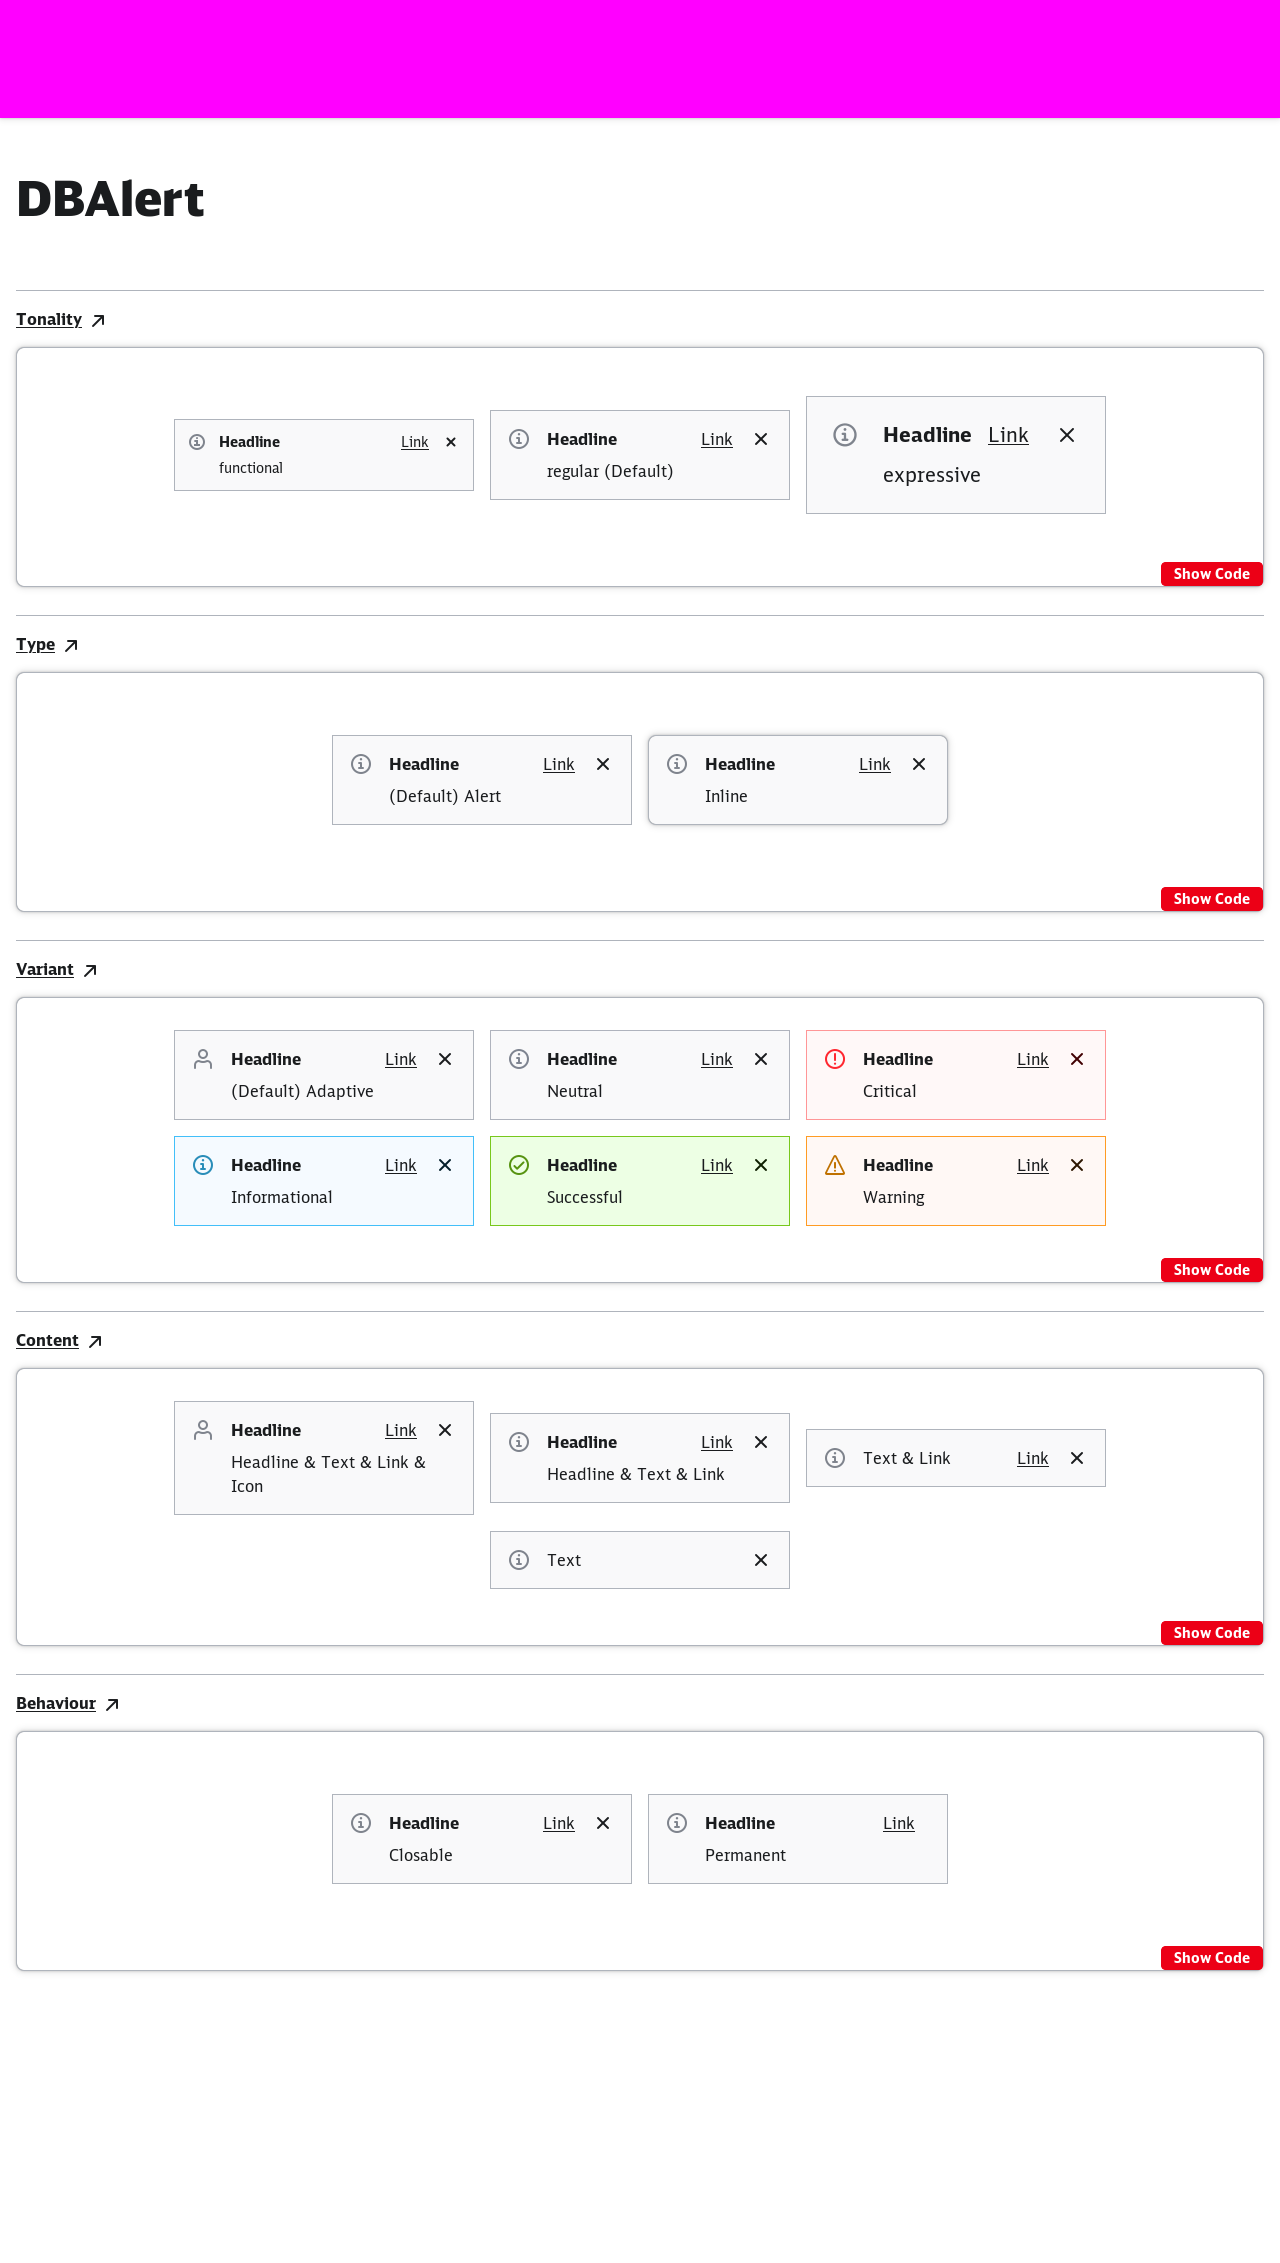 DBAlert
Tonality
Headline Link
functional
Headline Link
regular (Default)
Headline Link
expressive
Show Code
Type
Headline Link
(Default) Alert
Headline Link
Inline
Show Code
Variant
Headline Link
(Default) Adaptive
Headline Link
Neutral
Headline Link
Critical
Headline Link
Informational
Headline Link
Successful
Headline Link
Warning
Show Code
Content
Headline Link
Headline & Text & Link &
Icon
Headline Link
Headline & Text & Link
Text & Link Link
Text
Show Code
Behaviour
Headline Link
Closable
Headline Link
Permanent
Show Code